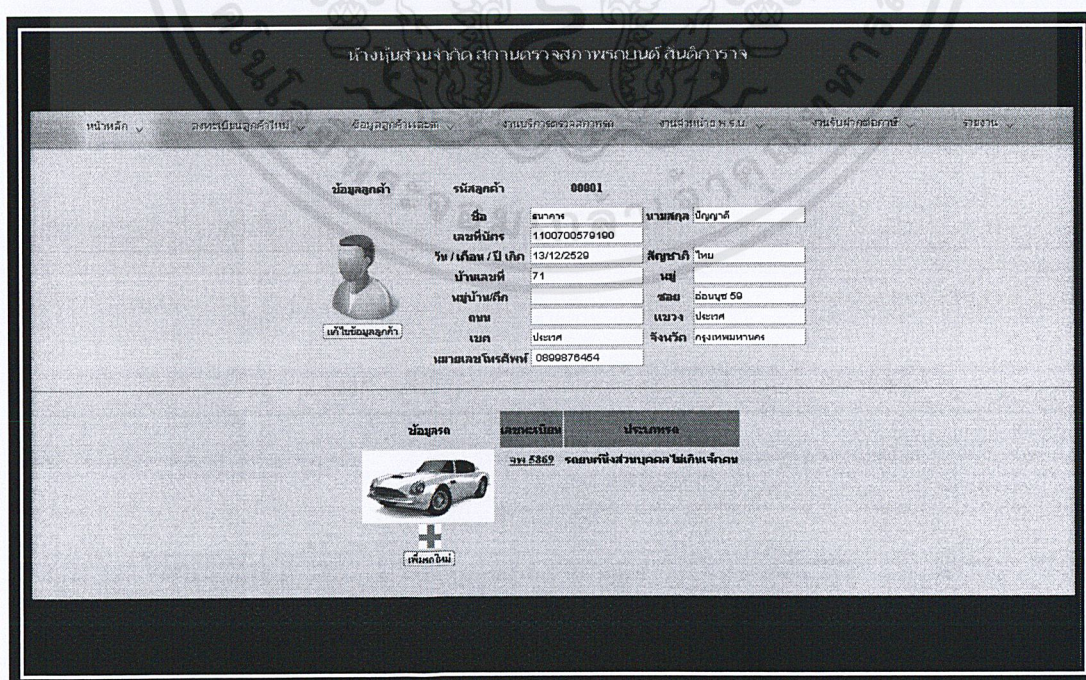 ห้างหุ้นส่วนจำกัด สถานตรวจสภาพรถยนต์ สันติการาจ
หน้าหลัก ลงทะเบียนลูกค้าใหม่ ข้อมูลลูกค้าและรถ งานบริการตรวจสภาพรถ งานจำหน่าย พ.ร.บ. งานรับฝากต่อภาษี รายงาน
ข้อมูลลูกค้า รหัสลูกค้า 00001
ชื่อ ธนาคาร นามสกุล ปัญญาดี
เลขที่บัตร 1100700579190
วัน / เดือน / ปี เกิด 13/12/2529 สัญชาติ ไทย
บ้านเลขที่ 71 หมู่
หมู่บ้าน/ตึก ซอย อ่อนนุช 59
ถนน แขวง ประเวศ
แก้ไขข้อมูลลูกค้า เขต ประเวศ จังหวัด กรุงเทพมหานคร
หมายเลขโทรศัพท์ 0899876454
ข้อมูลรถ เลขทะเบียน ประเภทรถ
จพ 5869 รถยนต์นั่งส่วนบุคคลไม่เกินเจ็ดคน
เพิ่มรถใหม่